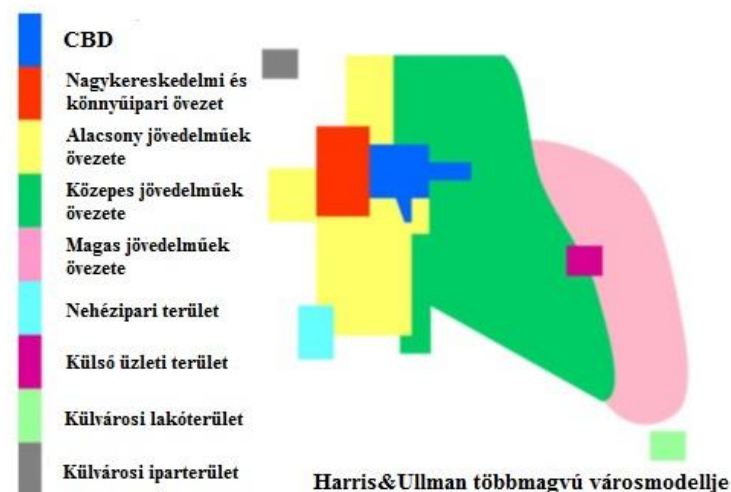 CBD
Nagykereskedelmi és
könnyűipari övezet
Alacsony jövedelműek
övezete
Közepes jövedelműek
övezete
Magas jövedelműek
övezete
Nehézipari terület
Külső üzleti terület
Külvárosi lakóterület
Külvárosi iparterület
Harris&Ullman többmagvú városmodellje